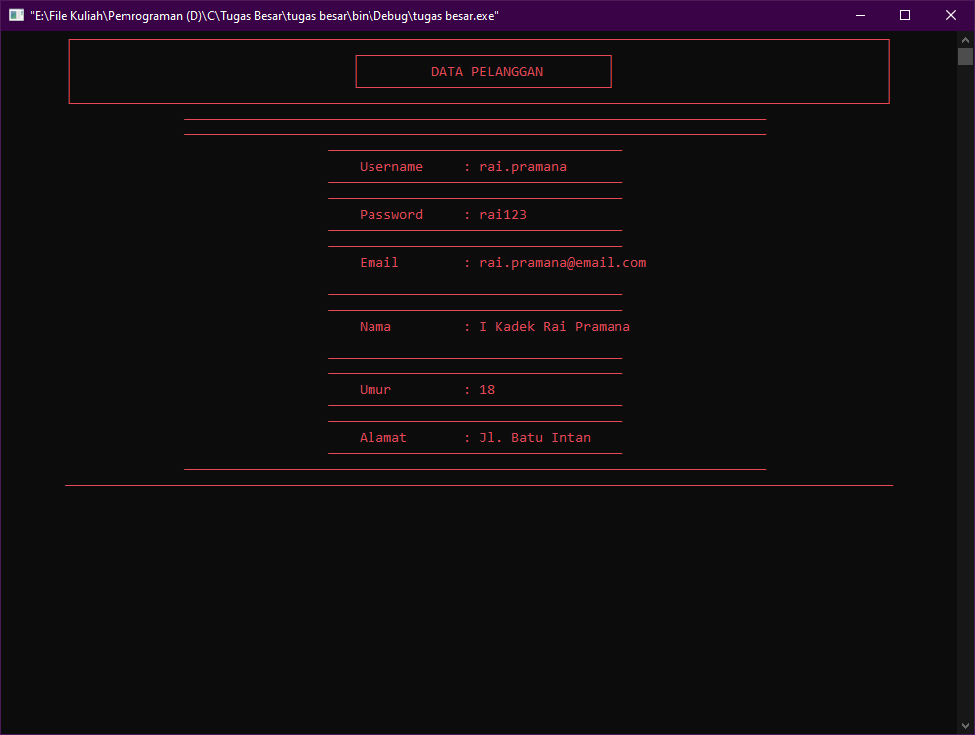 "E:\File Kuliah\Pemrograman (D)\C\Tugas Besar\tugas besar\bin\Debug\tugas besar.exe"
DATA PELANGGAN
Username : rai.pramana
Password : rai123
Email : rai.pramana@email.com
Nama : I Kadek Rai Pramana
Umur : 18
Alamat : Jl. Batu Intan